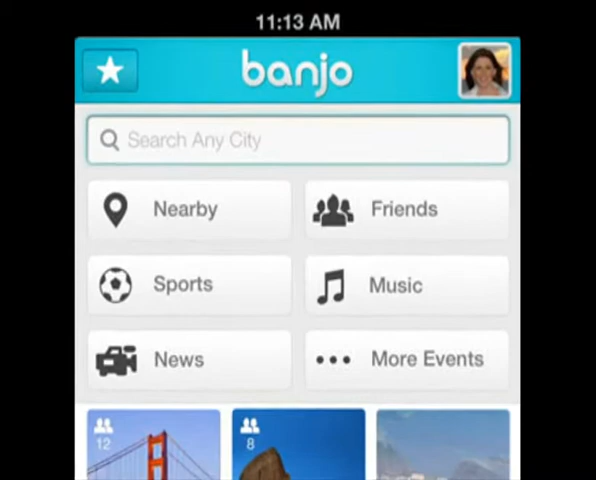 11:13 AM
banjo
Search Any City
Nearby
Friends
Sports
Music
News
More Events
12
8